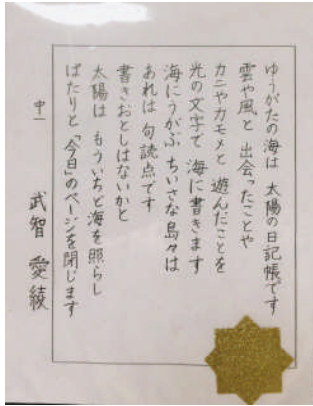 ゆうがたの海は 太陽の日記帳です
雲や風と 出会ったことや
カニやカモメと 遊んだことを
光の文字で 海に書きます
海にうかぶ ちいさな島々は
あれは 句読点です
書きおとしはないかと
太陽は もういちど海を照らし
ぱたりと「今日」のページを閉じます
中一 武智 愛綾